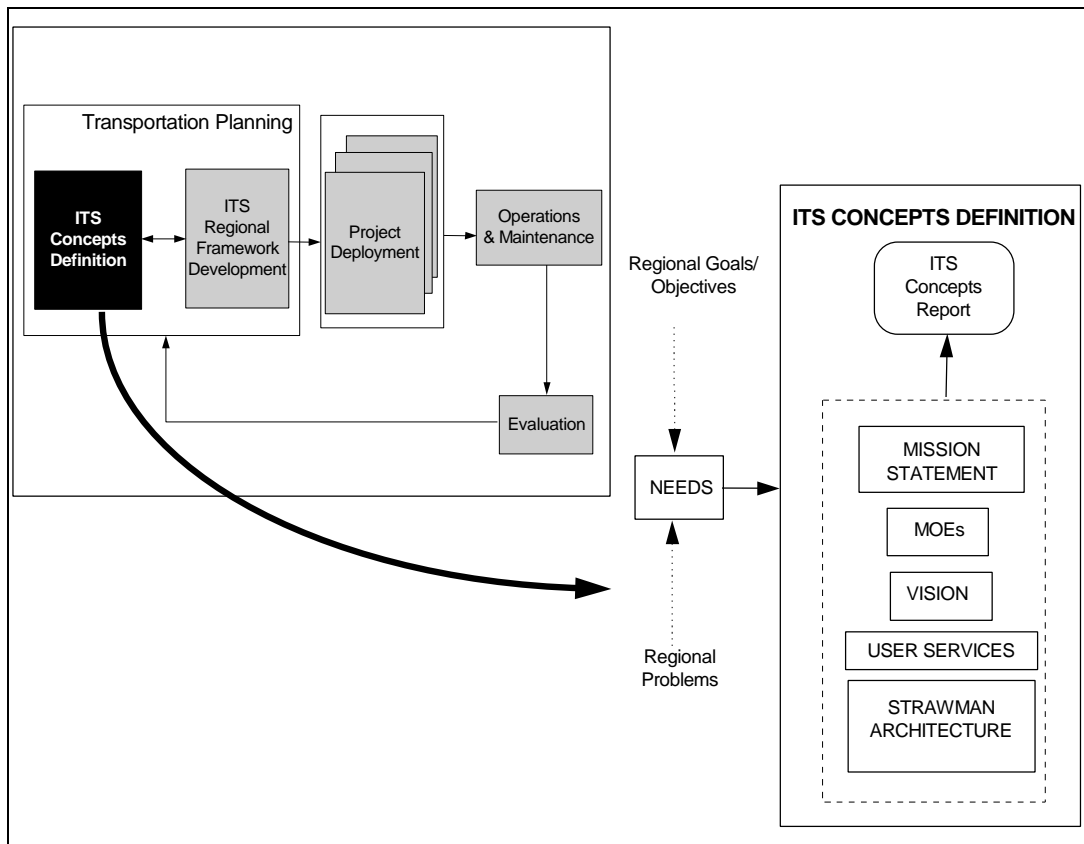 Transportation Planning
ITS
Concepts
Definition
ITS
Regional
Framework
Development
Project
Deployment
Operations
& Maintenance
Evaluation
Regional Goals/
Objectives
NEEDS
Regional
Problems
ITS CONCEPTS DEFINITION
ITS
Concepts
Report
MISSION
STATEMENT
MOEs
VISION
USER SERVICES
STRAWMAN
ARCHITECTURE